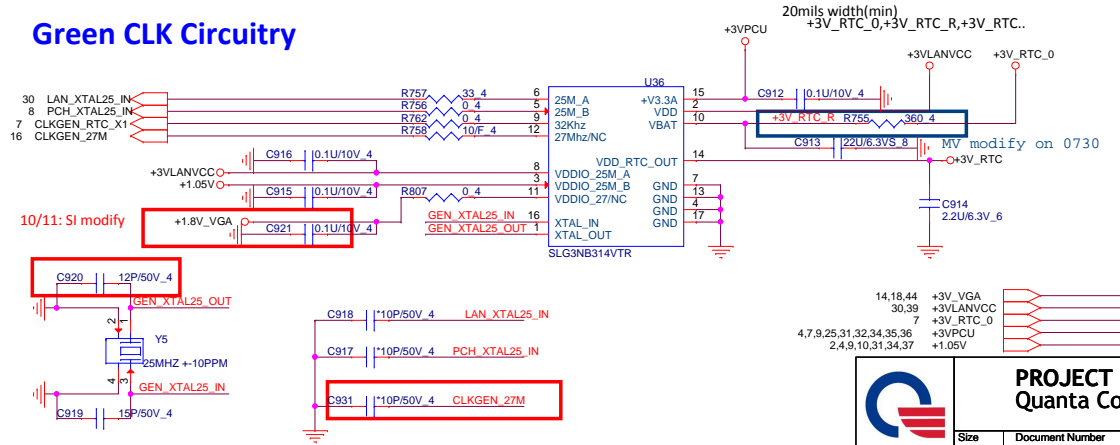 Green CLK Circuitry
20mils width(min)
+3V_RTC_0,+3V_RTC_R,+3V_RTC..
+3VPCU
+3VLANVCC
+3V_RTC_0
30 LAN_XTAL25_IN
8 PCH_XTAL25_IN
7 CLKGEN_RTC_X1
16 CLKGEN_27M
R757 33_4
R756 0_4
R762 0_4
R758 10/F_4
U36
6 25M_A
5 25M_B
9 32Khz
12 27Mhz/NC
8 VDDIO_25M_A
3 VDDIO_25M_B
11 VDDIO_27/NC
16 XTAL_IN
1 XTAL_OUT
+V3.3A 15
VDD 2
VBAT 10
VDD_RTC_OUT 14
GND 7
GND 13
GND 4
GND 17
SLG3NB314VTR
C912 0.1U/10V_4
+3V_RTC_R R755 360_4
C913 22U/6.3VS_8
MV modify on 0730
+3V_RTC
C914
2.2U/6.3V_6
C916 0.1U/10V_4
+3VLANVCC
+1.05V
C915 0.1U/10V_4
R807 0_4
10/11: SI modify
+1.8V_VGA
C921 0.1U/10V_4
GEN_XTAL25_IN
GEN_XTAL25_OUT
C920 12P/50V_4
GEN_XTAL25_OUT
2 1
Y5
25MHZ +-10PPM
4 3
GEN_XTAL25_IN
C919 15P/50V_4
C918 *10P/50V_4 LAN_XTAL25_IN
C917 *10P/50V_4 PCH_XTAL25_IN
C931 *10P/50V_4 CLKGEN_27M
14,18,44 +3V_VGA
30,39 +3VLANVCC
7 +3V_RTC_0
4,7,9,25,31,32,34,35,36 +3VPCU
2,4,9,10,31,34,37 +1.05V
PROJECT
Quanta Co
Size Document Number